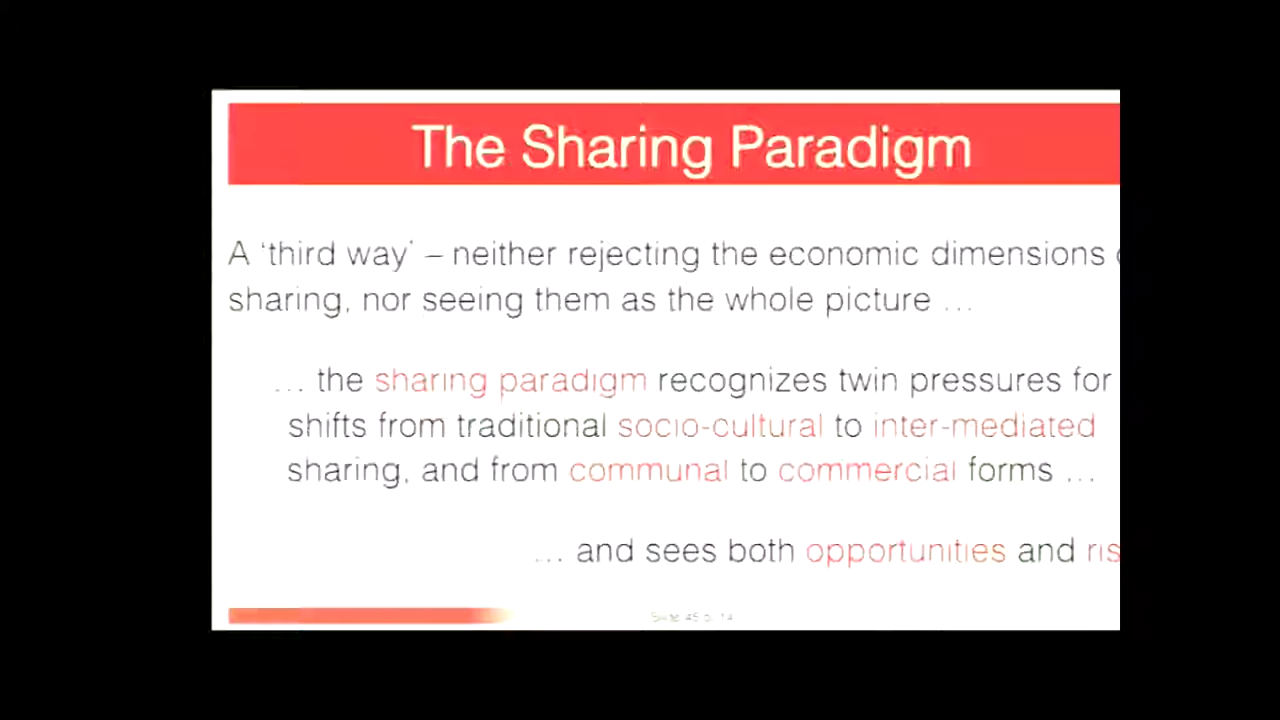 The Sharing Paradigm
A ‘third way’ – neither rejecting the economic dimensions
sharing, nor seeing them as the whole picture …
… the sharing paradigm recognizes twin pressures for
shifts from traditional socio-cultural to inter-mediated
sharing, and from communal to commercial forms …
… and sees both opportunities and